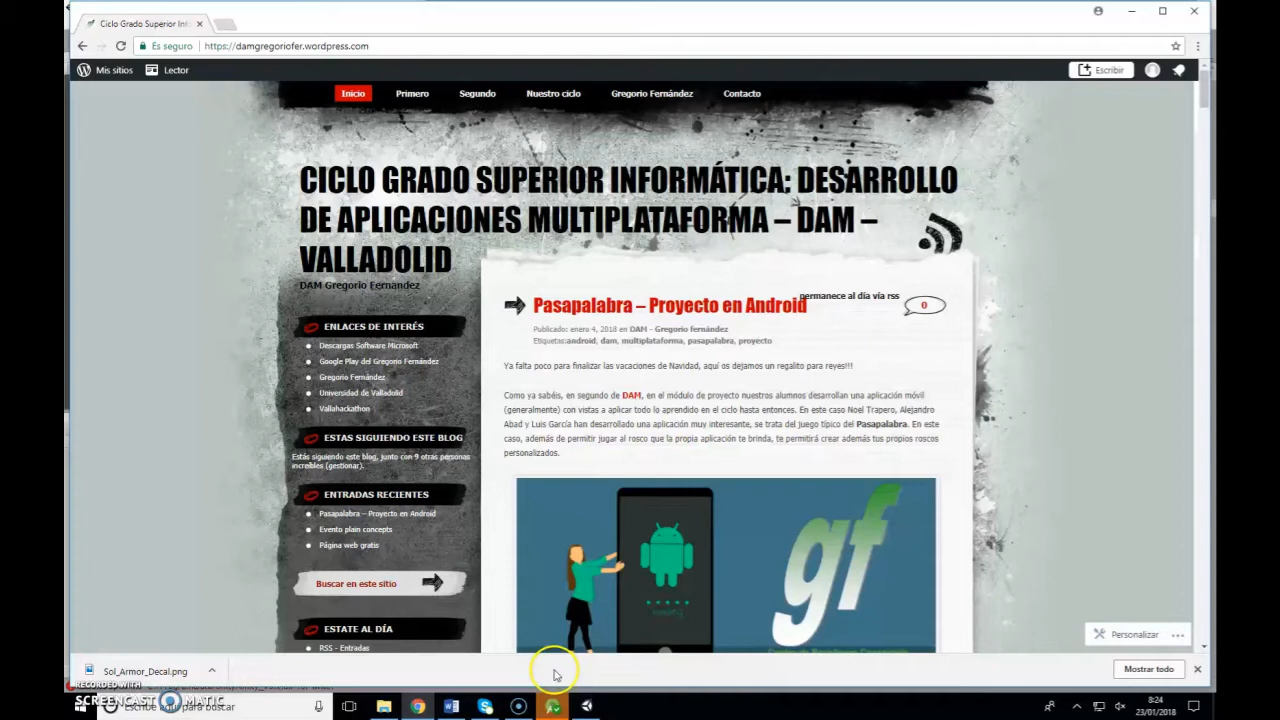 Ciclo Grado Superior Info
Es seguro
https://damgregoriofer.wordpress.com
Mis sitios
Lector
Escribir
Inicio
Primero
Segundo
Nuestro ciclo
Gregorio Fernández
Contacto
CICLO GRADO SUPERIOR INFORMÁTICA: DESARROLLO
DE APLICACIONES MULTIPLATAFORMA – DAM –
VALLADOLID
DAM Gregorio Fernández
permanece al día vía rss
ENLACES DE INTERÉS
Descargas Software Microsoft
Google Play del Gregorio Fernández
Gregorio Fernández
Universidad de Valladolid
Vallahackathon
ESTAS SIGUIENDO ESTE BLOG
Estás siguiendo este blog, junto con 9 otras personas
increíbles (gestionar).
ENTRADAS RECIENTES
Pasapalabra – Proyecto en Android
Evento plain concepts
Página web gratis
Buscar en este sitio
ESTATE AL DÍA
RSS - Entradas
Pasapalabra – Proyecto en Android
0
Publicado: enero 4, 2018 en DAM - Gregorio fernández
Etiquetas:android, dam, multiplataforma, pasapalabra, proyecto
Ya falta poco para finalizar las vacaciones de Navidad, aquí os dejamos un regalito para reyes!!!
Como ya sabéis, en segundo de DAM, en el módulo de proyecto nuestros alumnos desarrollan una aplicación móvil
(generalmente) con vistas a aplicar todo lo aprendido en el ciclo hasta entonces. En este caso Noel Trapero, Alejandro
Abad y Luis García han desarrollado una aplicación muy interesante, se trata del juego típico del Pasapalabra. En este
caso, además de permitir jugar al rosco que la propia aplicación te brinda, te permitirá crear además tus propios roscos
personalizados.
gf
Personalizar
Sol_Armor_Decal.png
Mostrar todo
RECORDED WITH
SCREENCAST MATIC
Escribe aquí para buscar
8:24
23/01/2018